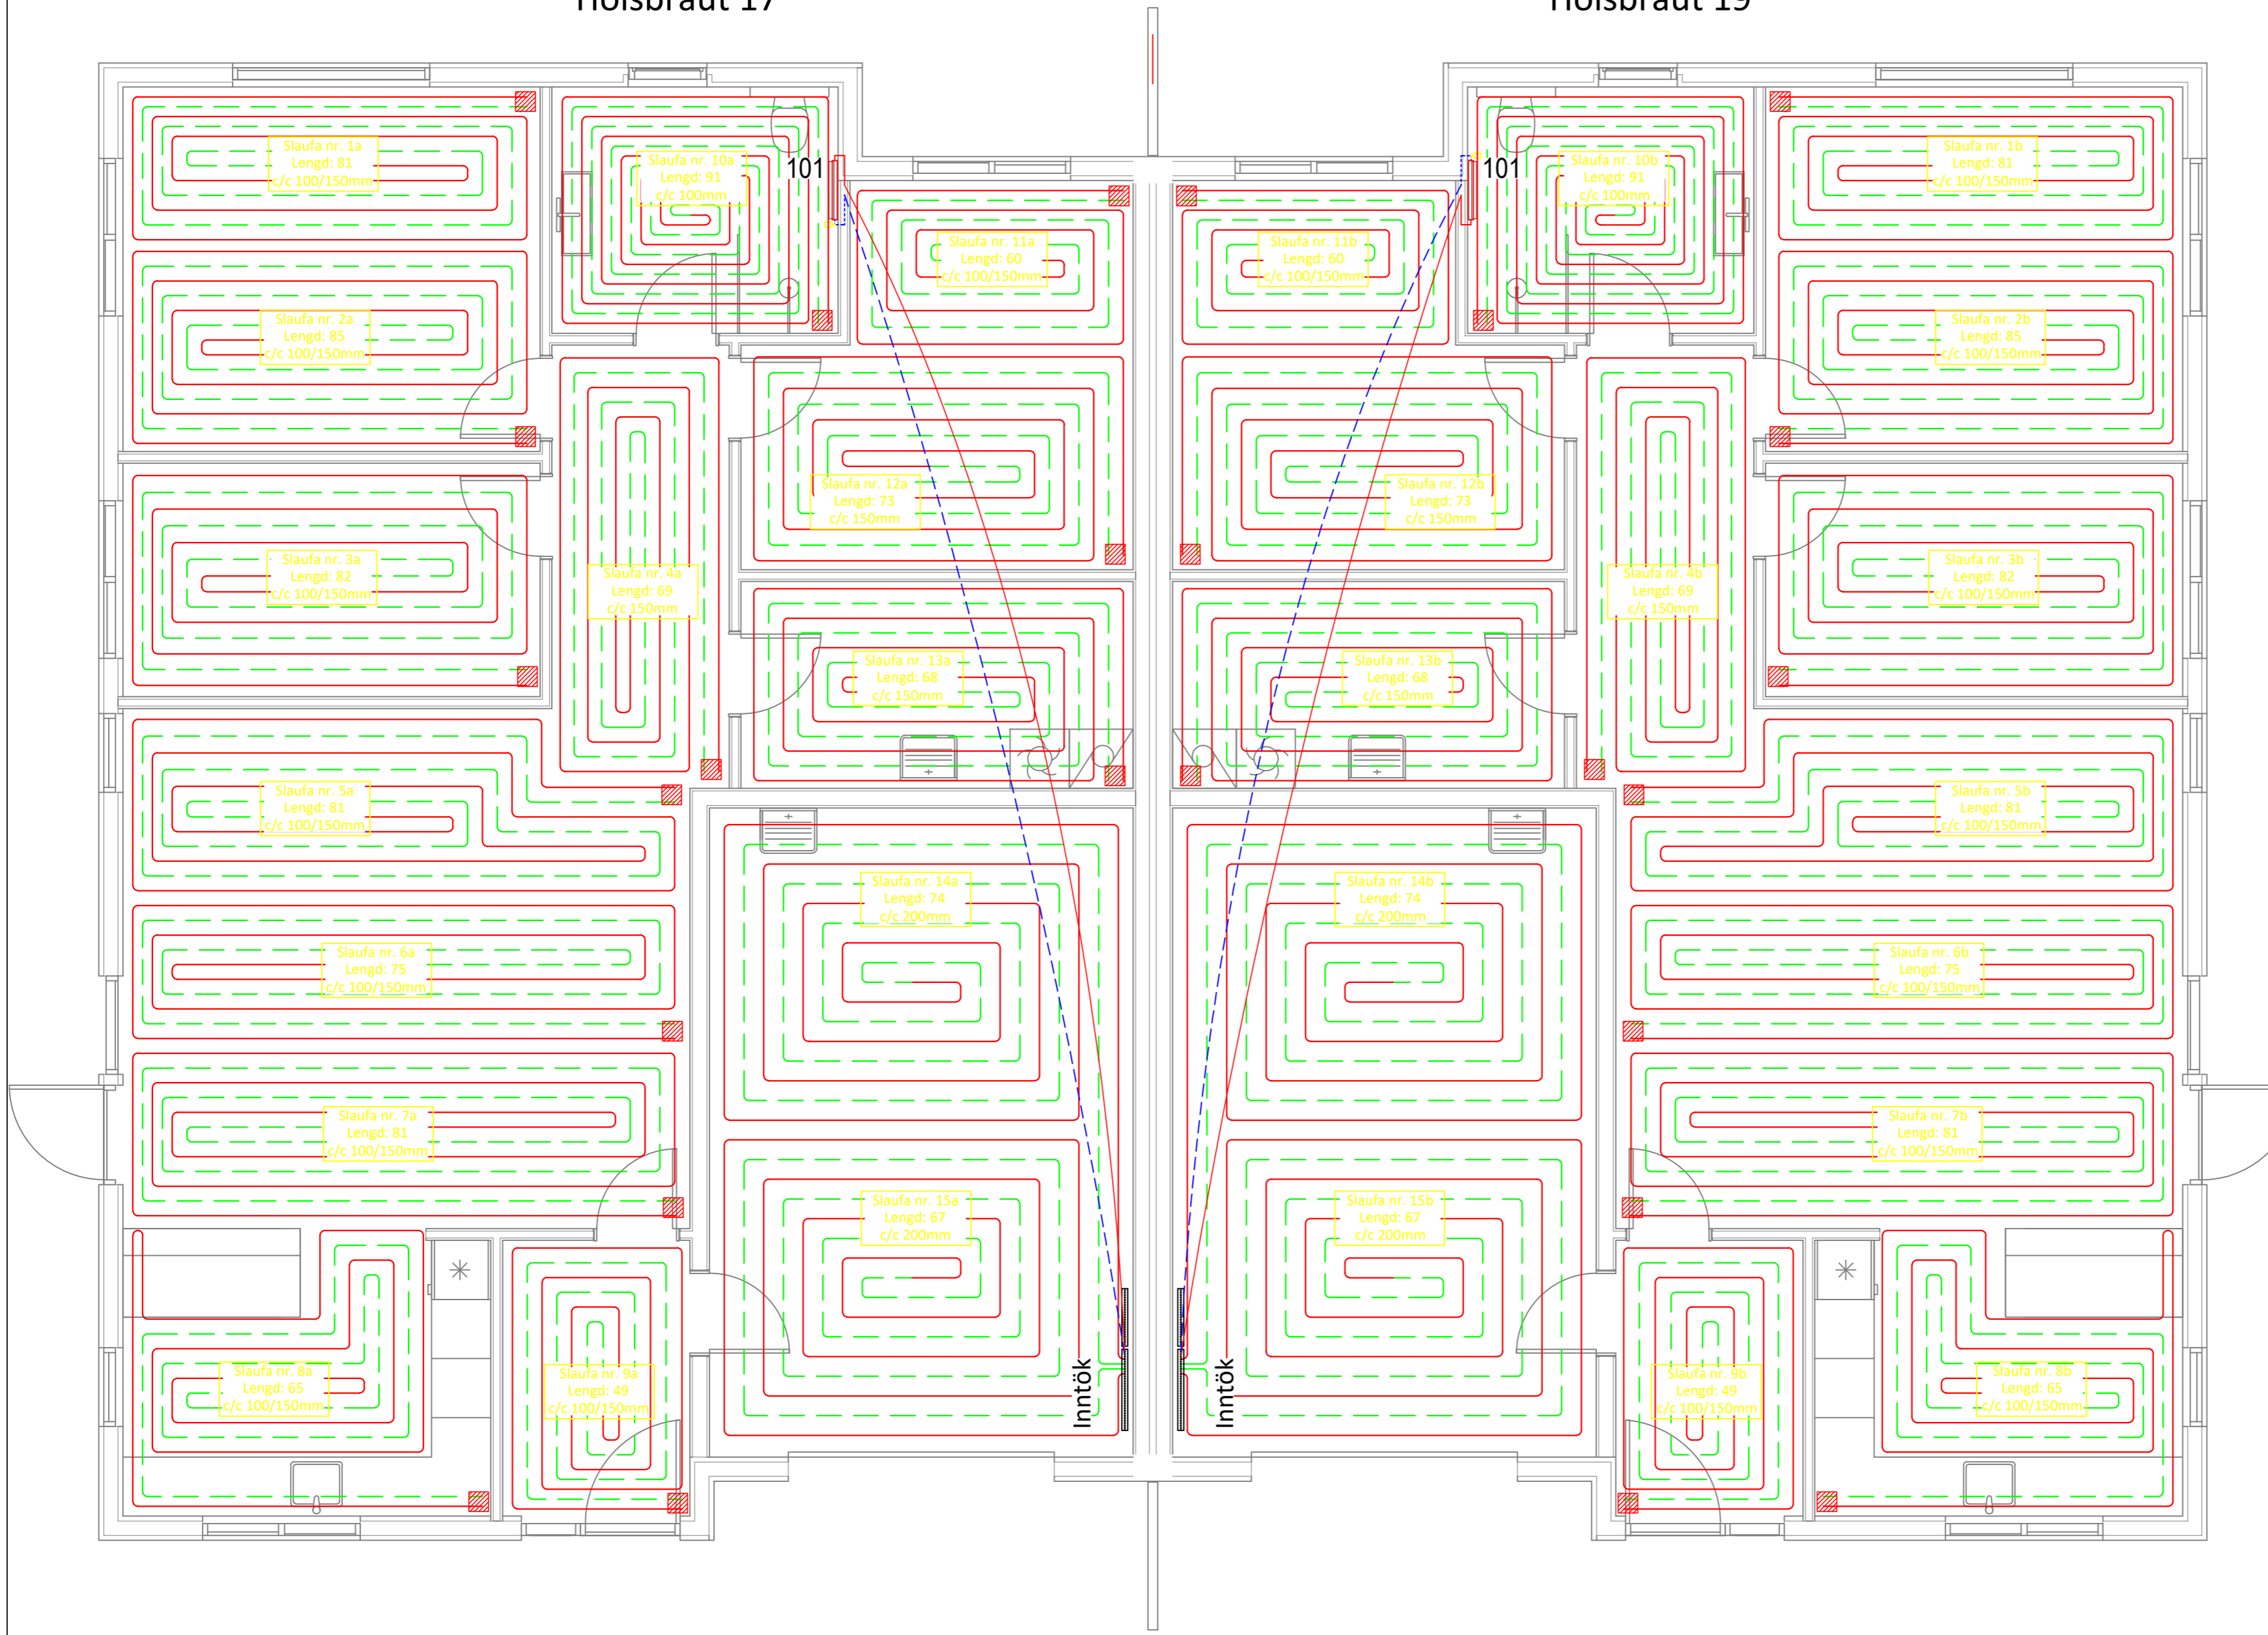 Holsbraut 17
Holsbraut 19
Slaufa nr. 1a
Lengd: 81
c/c 100/150mm
Slaufa nr. 10a
Lengd: 91
c/c 100mm
101
101
Slaufa nr. 10b
Lengd: 91
c/c 100mm
Slaufa nr. 1b
Lengd: 81
c/c 100/150mm
Slaufa nr. 11a
Lengd: 60
c/c 100/150mm
Slaufa nr. 11b
Lengd: 60
c/c 100/150mm
Slaufa nr. 2a
Lengd: 85
c/c 100/150mm
Slaufa nr. 2b
Lengd: 85
c/c 100/150mm
Slaufa nr. 12a
Lengd: 73
c/c 150mm
Slaufa nr. 12b
Lengd: 73
c/c 150mm
Slaufa nr. 3a
Lengd: 82
c/c 100/150mm
Slaufa nr. 4a
Lengd: 69
c/c 150mm
Slaufa nr. 4b
Lengd: 69
c/c 150mm
Slaufa nr. 3b
Lengd: 82
c/c 100/150mm
Slaufa nr. 13a
Lengd: 68
c/c 150mm
Slaufa nr. 13b
Lengd: 68
c/c 150mm
Slaufa nr. 5a
Lengd: 81
c/c 100/150mm
Slaufa nr. 5b
Lengd: 81
c/c 100/150mm
Slaufa nr. 14a
Lengd: 74
c/c 200mm
Slaufa nr. 14b
Lengd: 74
c/c 200mm
Slaufa nr. 6a
Lengd: 75
c/c 100/150mm
Slaufa nr. 6b
Lengd: 75
c/c 100/150mm
Slaufa nr. 7a
Lengd: 81
c/c 100/150mm
Slaufa nr. 7b
Lengd: 81
c/c 100/150mm
Slaufa nr. 15a
Lengd: 67
c/c 200mm
Slaufa nr. 15b
Lengd: 67
c/c 200mm
Slaufa nr. 8a
Lengd: 65
c/c 100/150mm
Slaufa nr. 9a
Lengd: 49
c/c 100/150mm
Inntök
Inntök
Slaufa nr. 9b
Lengd: 49
c/c 100/150mm
Slaufa nr. 8b
Lengd: 65
c/c 100/150mm